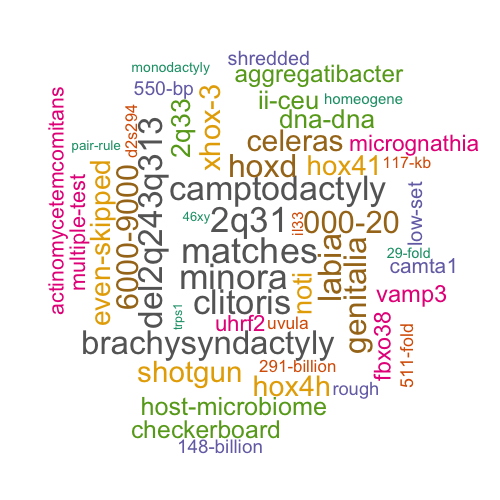 shredded
monodactyly
aggregatibacter
550-bp
ii-ceu
homeogene
xhox-3
2q33
d2s294
dna-dna
pair-rule
celeras
micrognathia
hoxd
hox41
117-kb
actinomycetemcomitans
multiple-test
even-skipped
6000-9000
del2q243q313
camptodactyly
46xy
2q31
il33
000-20
low-set
matches
29-fold
camta1
minora
noti
labia
genitalia
vamp3
clitoris
trps1
uhrf2
uvula
fbxo38
511-fold
brachysyndactyly
shotgun
291-billion
hox4h
rough
host-microbiome
checkerboard
148-billion